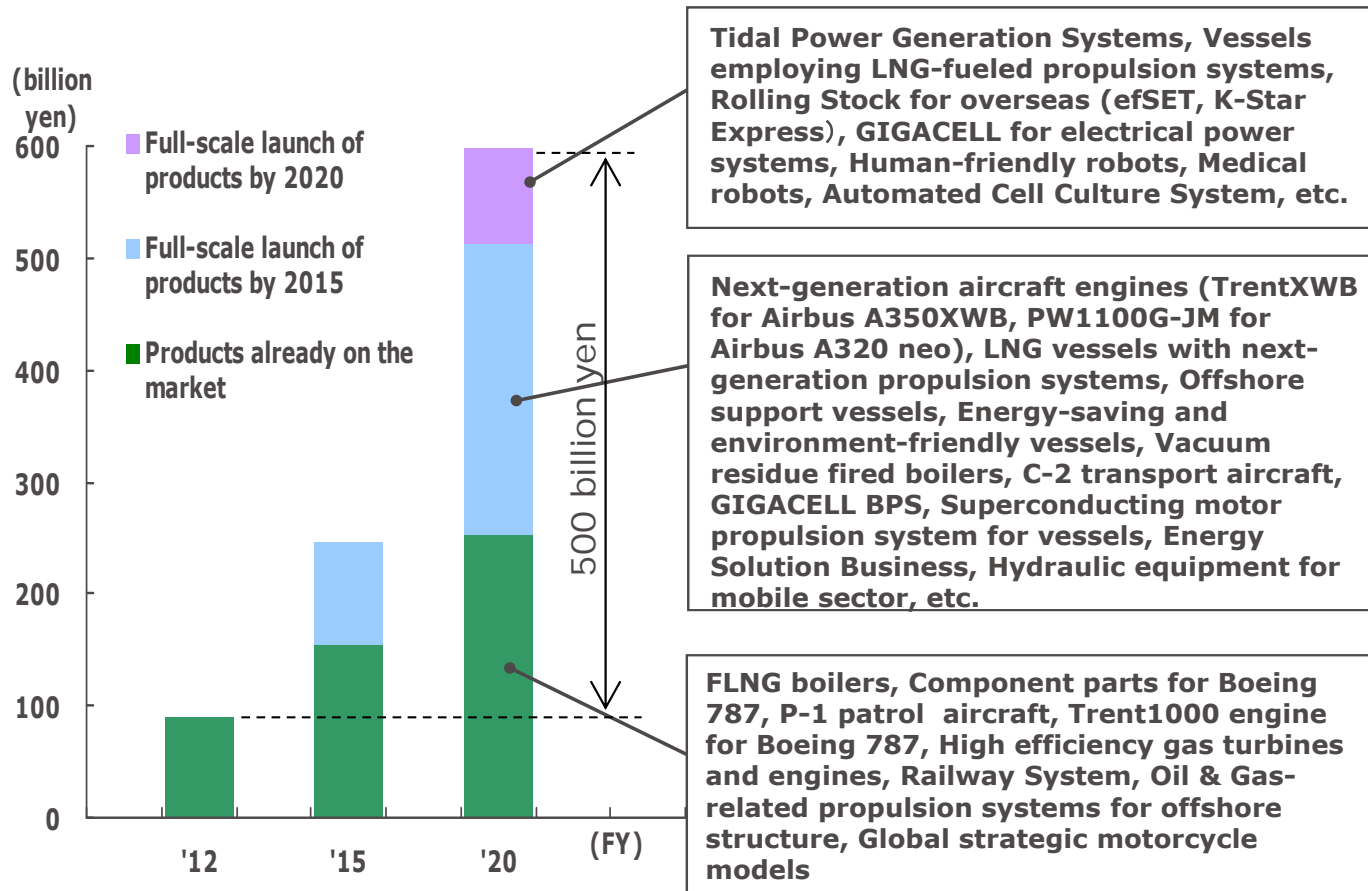 (billion
yen)
600
500
400
300
200
100
0
Full-scale launch of
products by 2020
Full-scale launch of
products by 2015
Products already on the
market
'12
'15
'20
(FY)
500 billion yen
Tidal Power Generation Systems, Vessels
employing LNG-fueled propulsion systems,
Rolling Stock for overseas (efSET, K-Star
Express), GIGACELL for electrical power
systems, Human-friendly robots, Medical
robots, Automated Cell Culture System, etc.
Next-generation aircraft engines (TrentXWB
for Airbus A350XWB, PW1100G-JM for
Airbus A320 neo), LNG vessels with next-
generation propulsion systems, Offshore
support vessels, Energy-saving and
environment-friendly vessels, Vacuum
residue fired boilers, C-2 transport aircraft,
GIGACELL BPS, Superconducting motor
propulsion system for vessels, Energy
Solution Business, Hydraulic equipment for
mobile sector, etc.
FLNG boilers, Component parts for Boeing
787, P-1 patrol aircraft, Trent1000 engine
for Boeing 787, High efficiency gas turbines
and engines, Railway System, Oil & Gas-
related propulsion systems for offshore
structure, Global strategic motorcycle
models